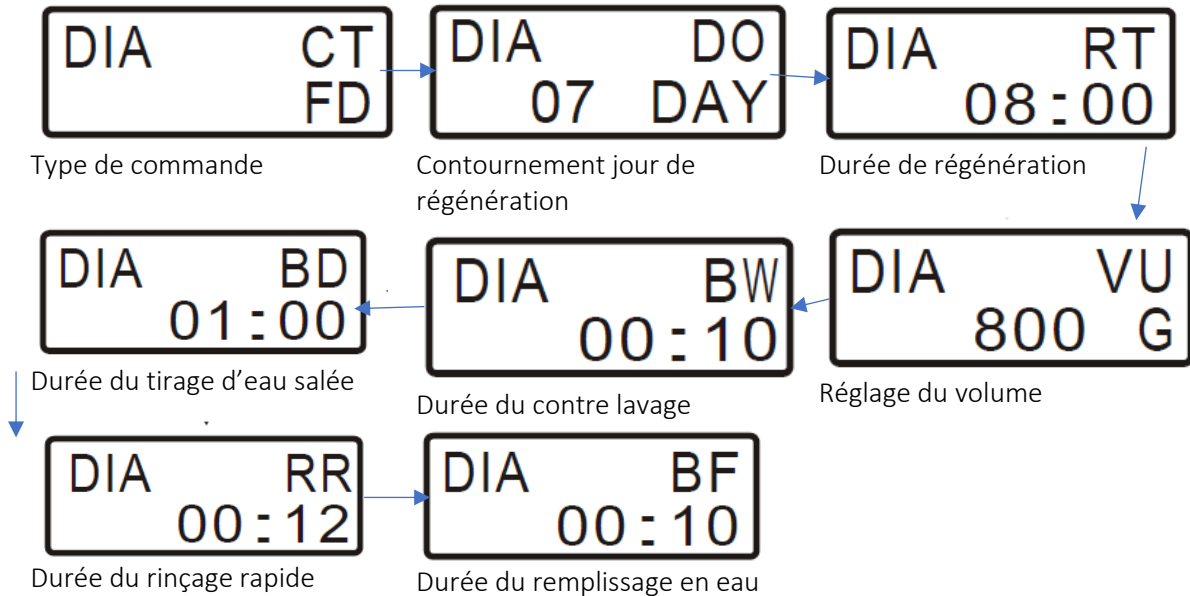 DIA CT
FD
Type de commande
DIA DO
07 DAY
Contournement jour de
régénération
DIA RT
08:00
Durée de régénération
DIA VU
800 G
Réglage du volume
DIA BW
00:10
Durée du contre lavage
DIA BD
01:00
Durée du tirage d’eau salée
DIA RR
00:12
Durée du rinçage rapide
DIA BF
00:10
Durée du remplissage en eau